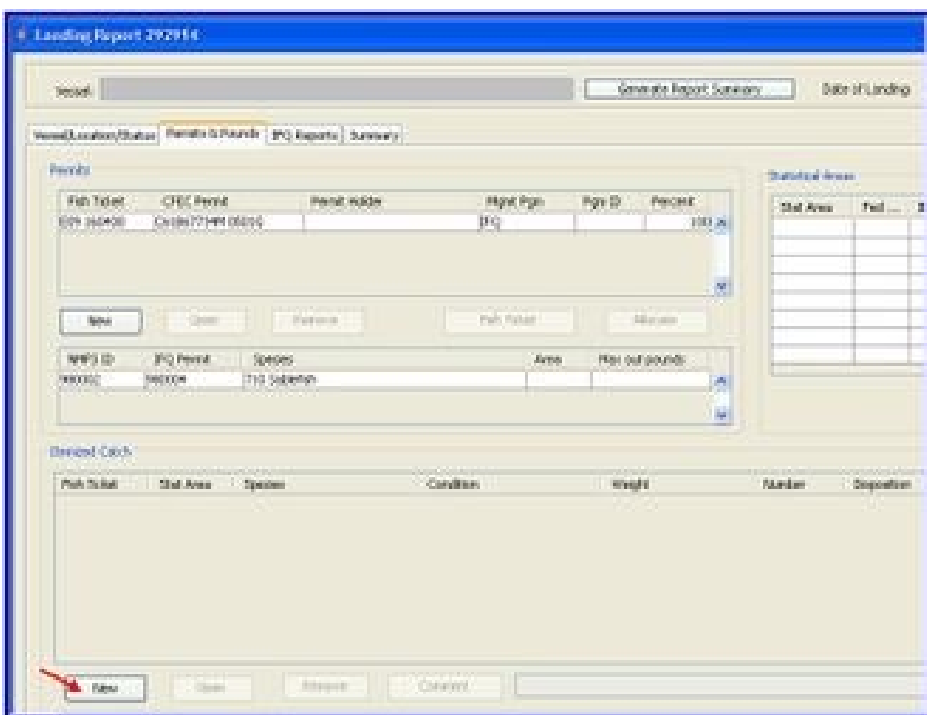 Landing Report 292914
Vessel: Generate Report Summary Date of Landing
Vessel/Location/Status Permits & Pounds IFQ Reports Summary
Permits
Statistical Areas
Fish Ticket CFEC Permit Permit Holder Mgmt Pgm Pgm ID Percent
Stat Area Fed ...
IFQ 100
New Open Remove Fish Ticket Allocate
NMFS ID IFQ Permit Species Area Max out pounds
710 Sablefish
Itemized Catch
Fish Ticket Stat Area Species Condition Weight Number Disposition
New Open Remove Comment